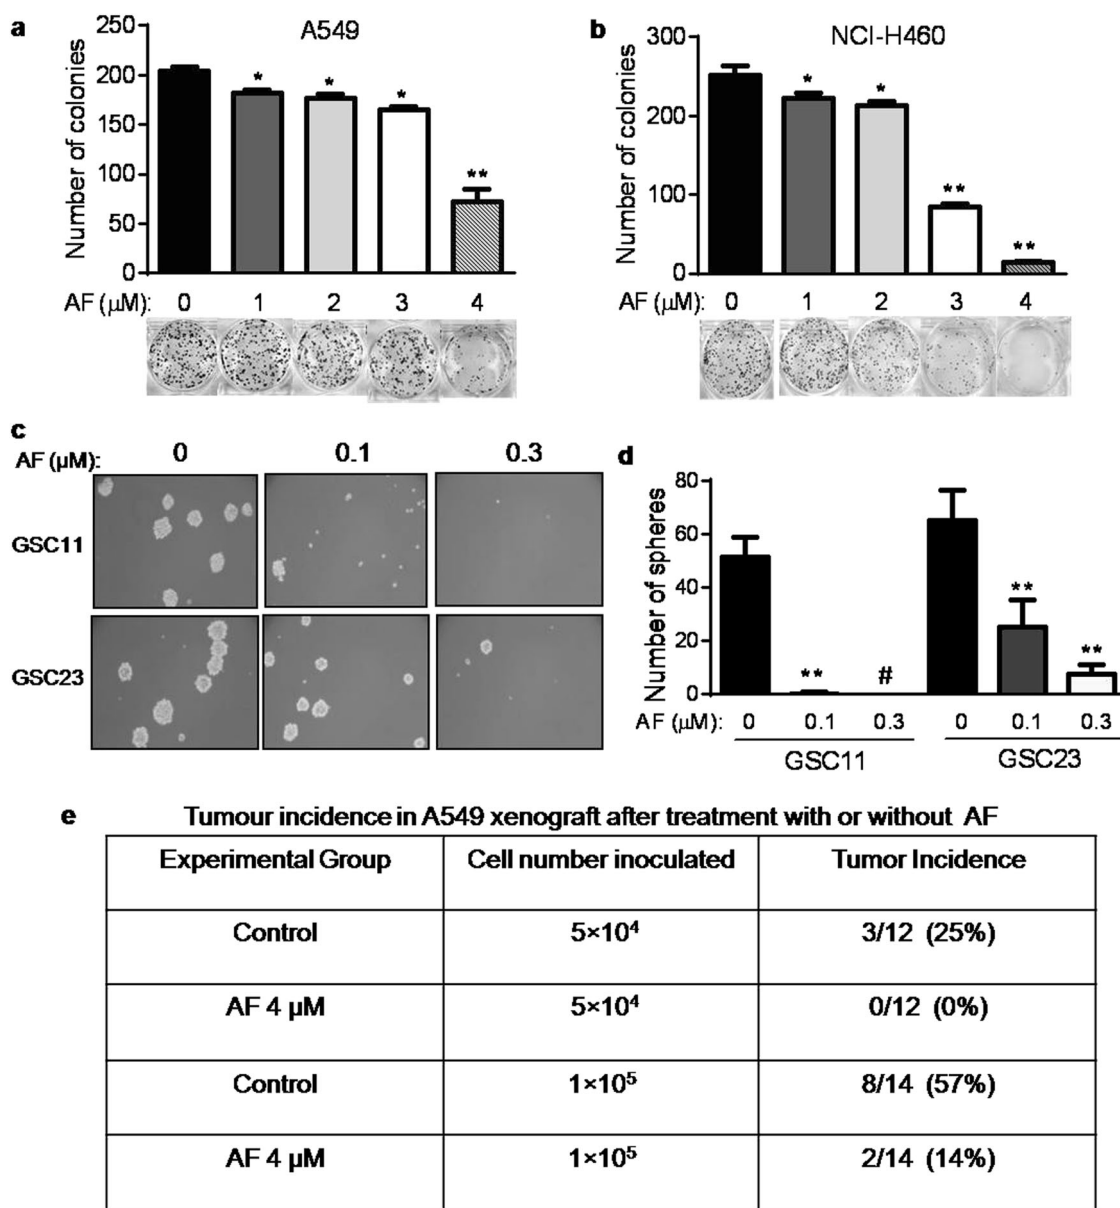 a
A549
Number of colonies
250
200
150
100
50
0
*
*
*
**
AF (μM): 0 1 2 3 4
b
NCI-H460
Number of colonies
300
200
100
0
*
*
**
**
AF (μM): 0 1 2 3 4
c
AF (μM): 0 0.1 0.3
GSC11
GSC23
d
Number of spheres
80
60
40
20
0
**
#
**
**
AF (μM): 0 0.1 0.3 0 0.1 0.3
GSC11 GSC23
e
Tumour incidence in A549 xenograft after treatment with or without AF
Experimental Group Cell number inoculated Tumor Incidence
Control 5×10⁴ 3/12 (25%)
AF 4 μM 5×10⁴ 0/12 (0%)
Control 1×10⁵ 8/14 (57%)
AF 4 μM 1×10⁵ 2/14 (14%)